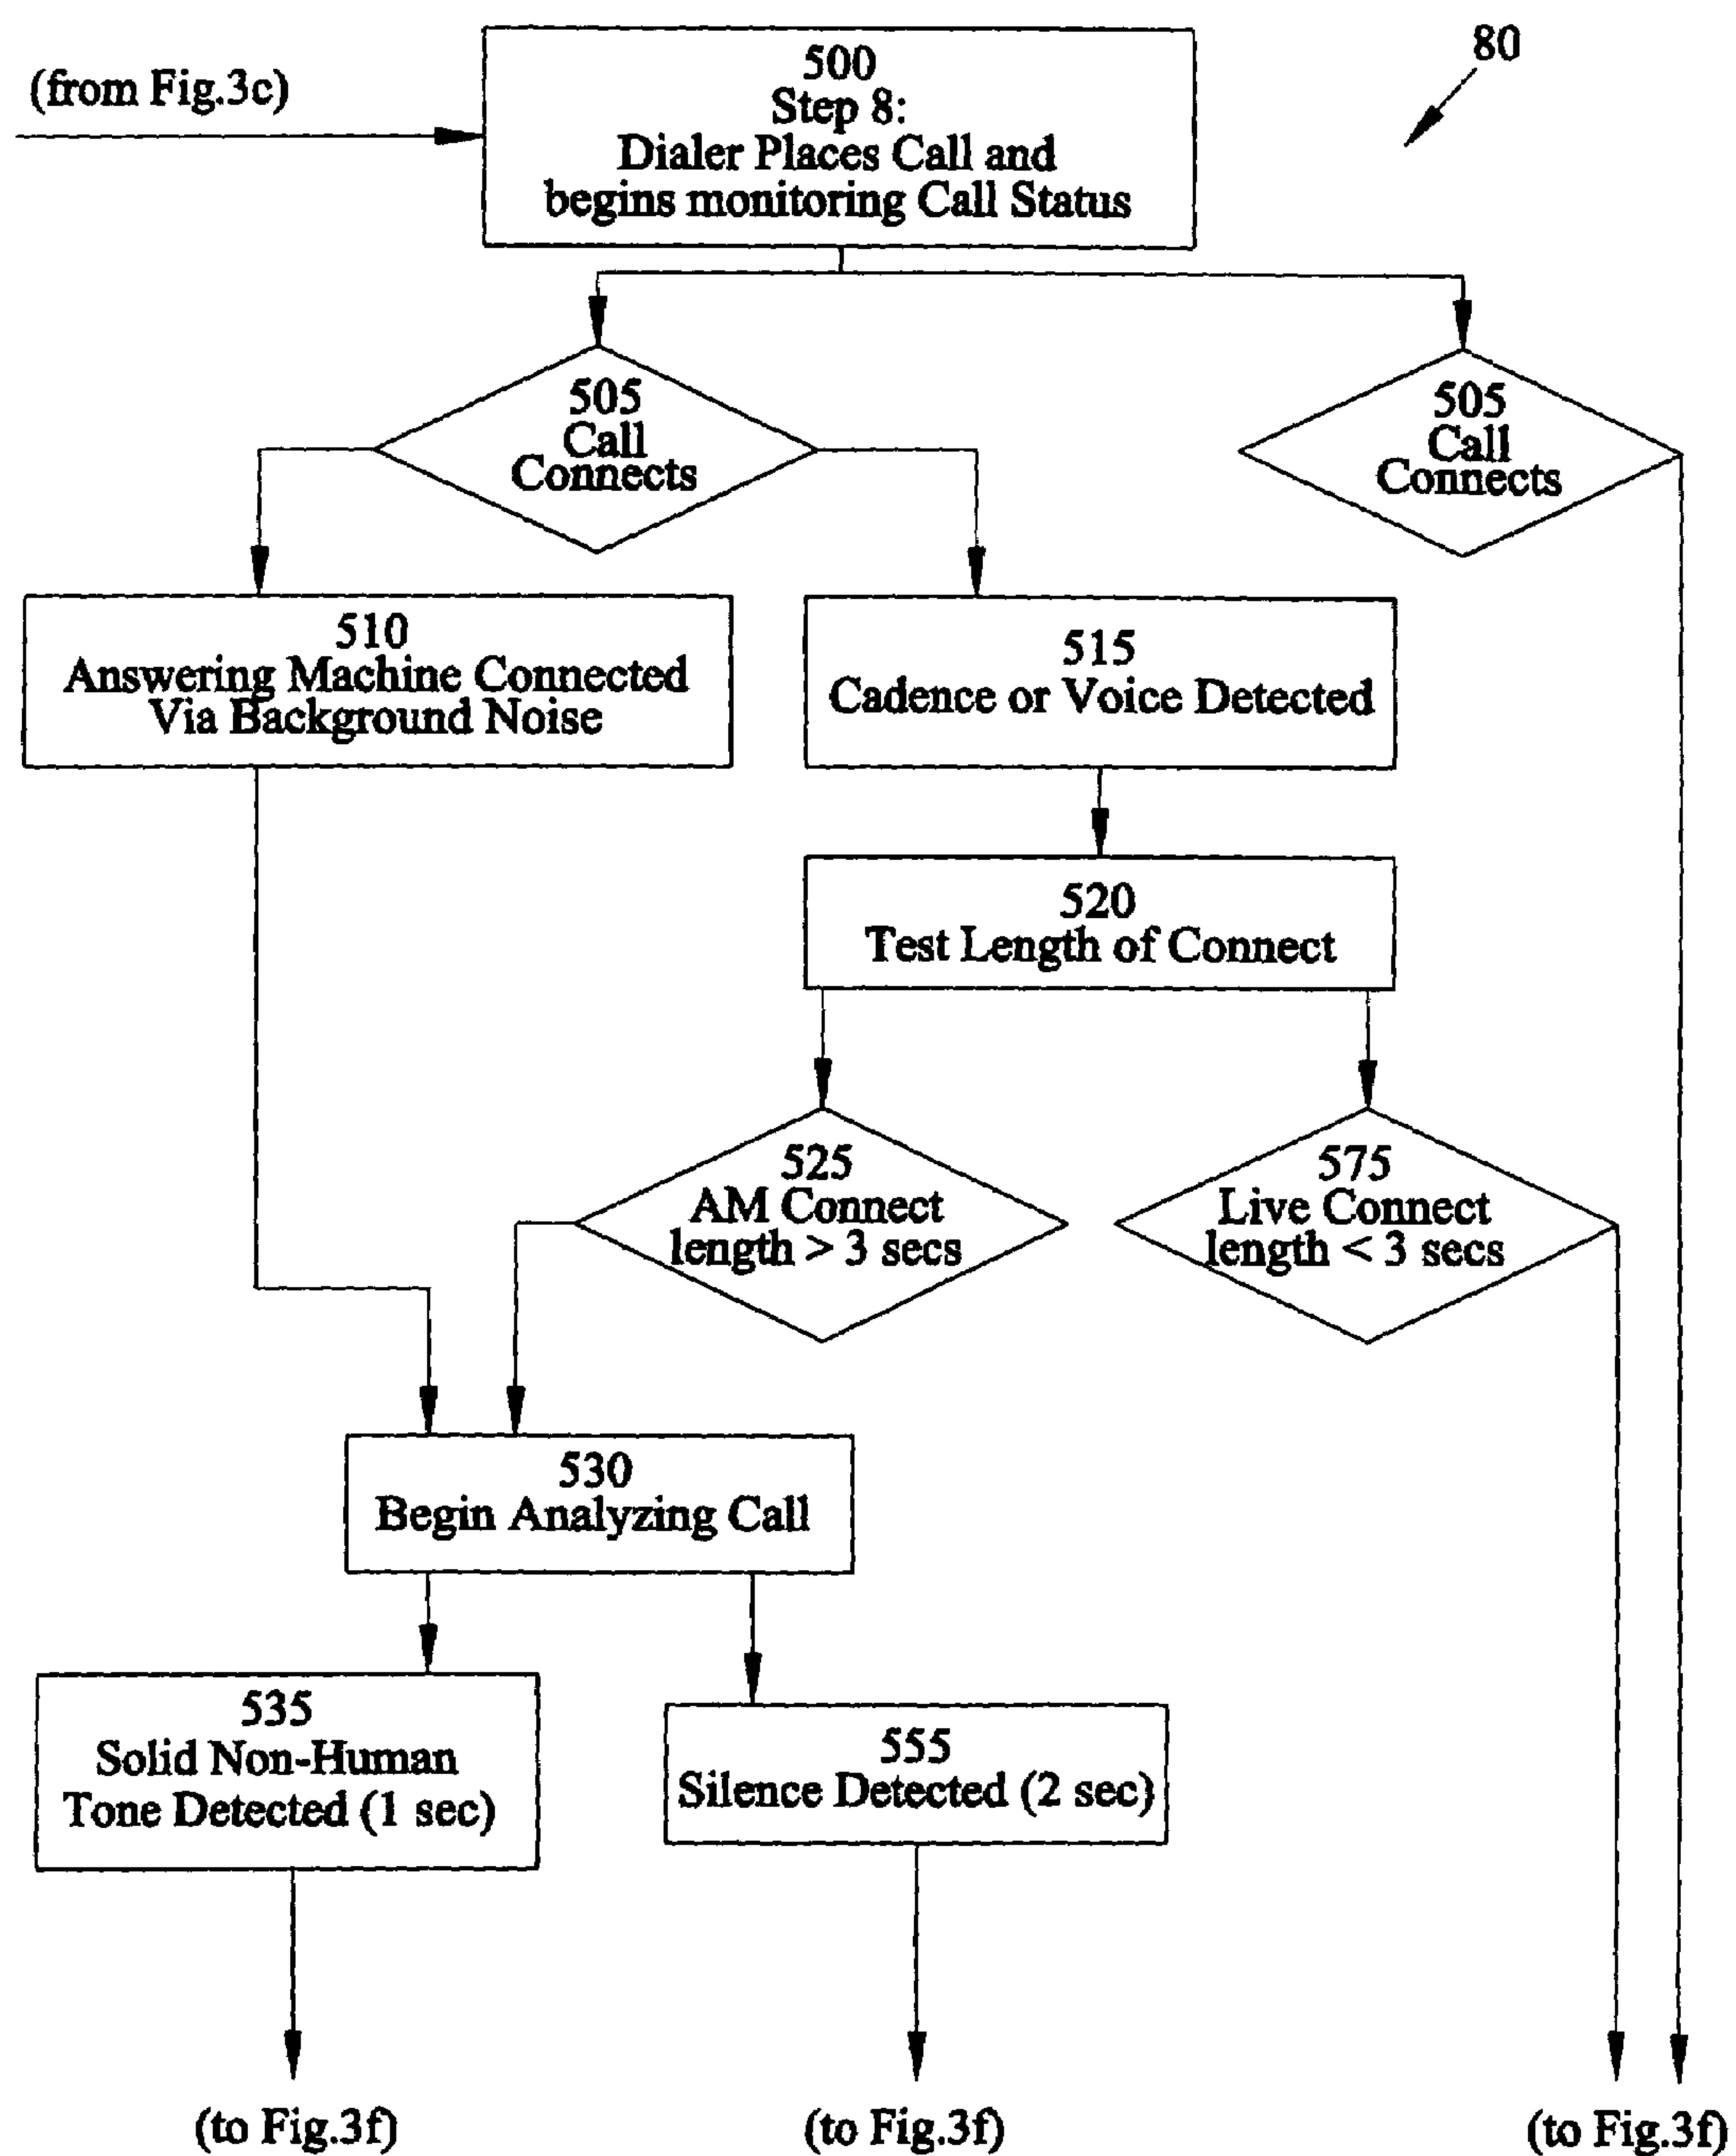 80
(from Fig.3c)
500
Step 8:
Dialer Places Call and
begins monitoring Call Status
505
Call
Connects
505
Call
Connects
510
Answering Machine Connected
Via Background Noise
515
Cadence or Voice Detected
520
Test Length of Connect
525
AM Connect
length > 3 secs
575
Live Connect
length < 3 secs
530
Begin Analyzing Call
535
Solid Non-Human
Tone Detected (1 sec)
555
Silence Detected (2 sec)
(to Fig.3f)
(to Fig.3f)
(to Fig.3f)